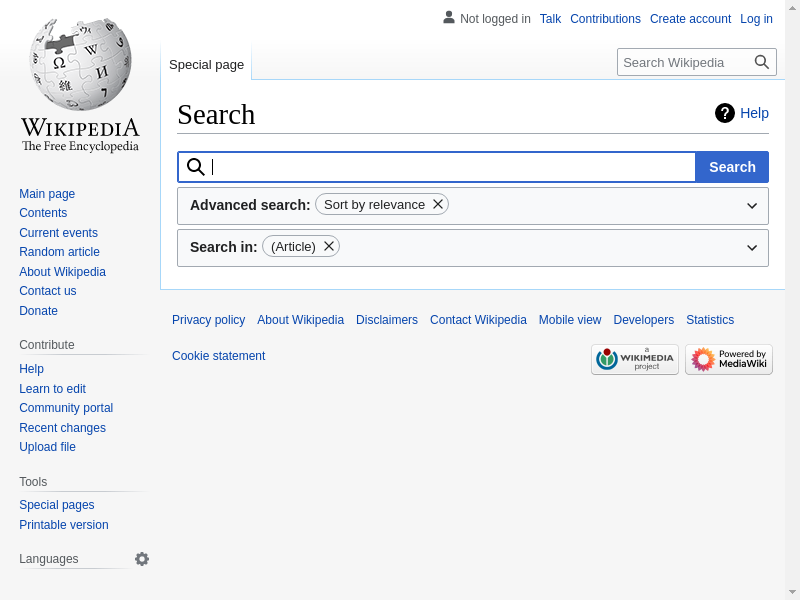 Not logged in Talk Contributions Create account Log in
Special page
Search Wikipedia
WIKIPEDIA
The Free Encyclopedia
Search
Help
Search
Advanced search: Sort by relevance
Search in: (Article)
Main page
Contents
Current events
Random article
About Wikipedia
Contact us
Donate
Contribute
Help
Learn to edit
Community portal
Recent changes
Upload file
Tools
Special pages
Printable version
Languages
Privacy policy About Wikipedia Disclaimers Contact Wikipedia Mobile view Developers Statistics
Cookie statement
a
WIKIMEDIA
project
Powered by
MediaWiki